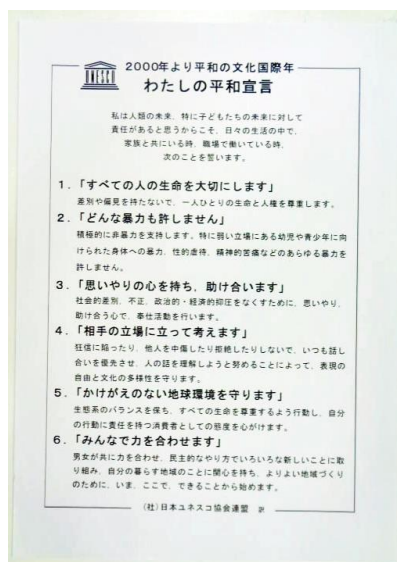 UNESCO
2000年より平和の文化国際年
わたしの平和宣言
私は人類の未来，特に子どもたちの未来に対して
責任があると思うからこそ，日々の生活の中で，
家族と共にいる時，職場で働いている時，
次のことを誓います。
1．「すべての人の生命を大切にします」
差別や偏見を持たないで，一人ひとりの生命と人権を尊重します。
2．「どんな暴力も許しません」
積極的に非暴力を支持します。特に弱い立場にある幼児や青少年に向
けられた身体への暴力，性的虐待，精神的苦痛などのあらゆる暴力を
許しません。
3．「思いやりの心を持ち，助け合います」
社会的差別，不正，政治的・経済的抑圧をなくすために，思いやり，
助け合う心で，奉仕活動を行います。
4．「相手の立場に立って考えます」
狂信に陥ったり，他人を中傷したり拒絶したりしないで，いつも話し
合いを優先させ，人の話を理解しようと努めることによって，表現の
自由と文化の多様性を守ります。
5．「かけがえのない地球環境を守ります」
生態系のバランスを保ち，すべての生命を尊重するよう行動し，自分
の行動に責任を持つ消費者としての態度を心がけます。
6．「みんなで力を合わせます」
男女が共に力を合わせ，民主的なやり方でいろいろな新しいことに取
り組み，自分の暮らす地域のことに関心を持ち，よりよい地域づくり
のために，いま，ここで，できることから始めます。
（社）日本ユネスコ協会連盟　訳